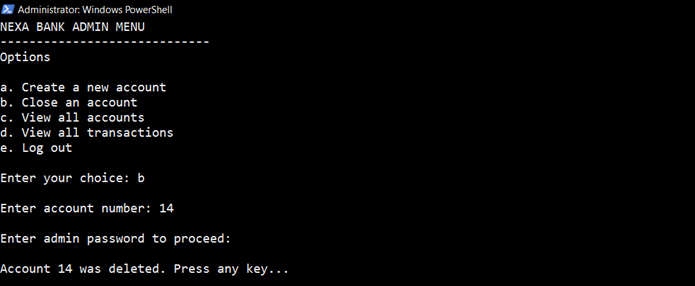 Administrator: Windows PowerShell
NEXA BANK ADMIN MENU
----------------------------
Options
a. Create a new account
b. Close an account
c. View all accounts
d. View all transactions
e. Log out
Enter your choice: b
Enter account number: 14
Enter admin password to proceed:
Account 14 was deleted. Press any key...